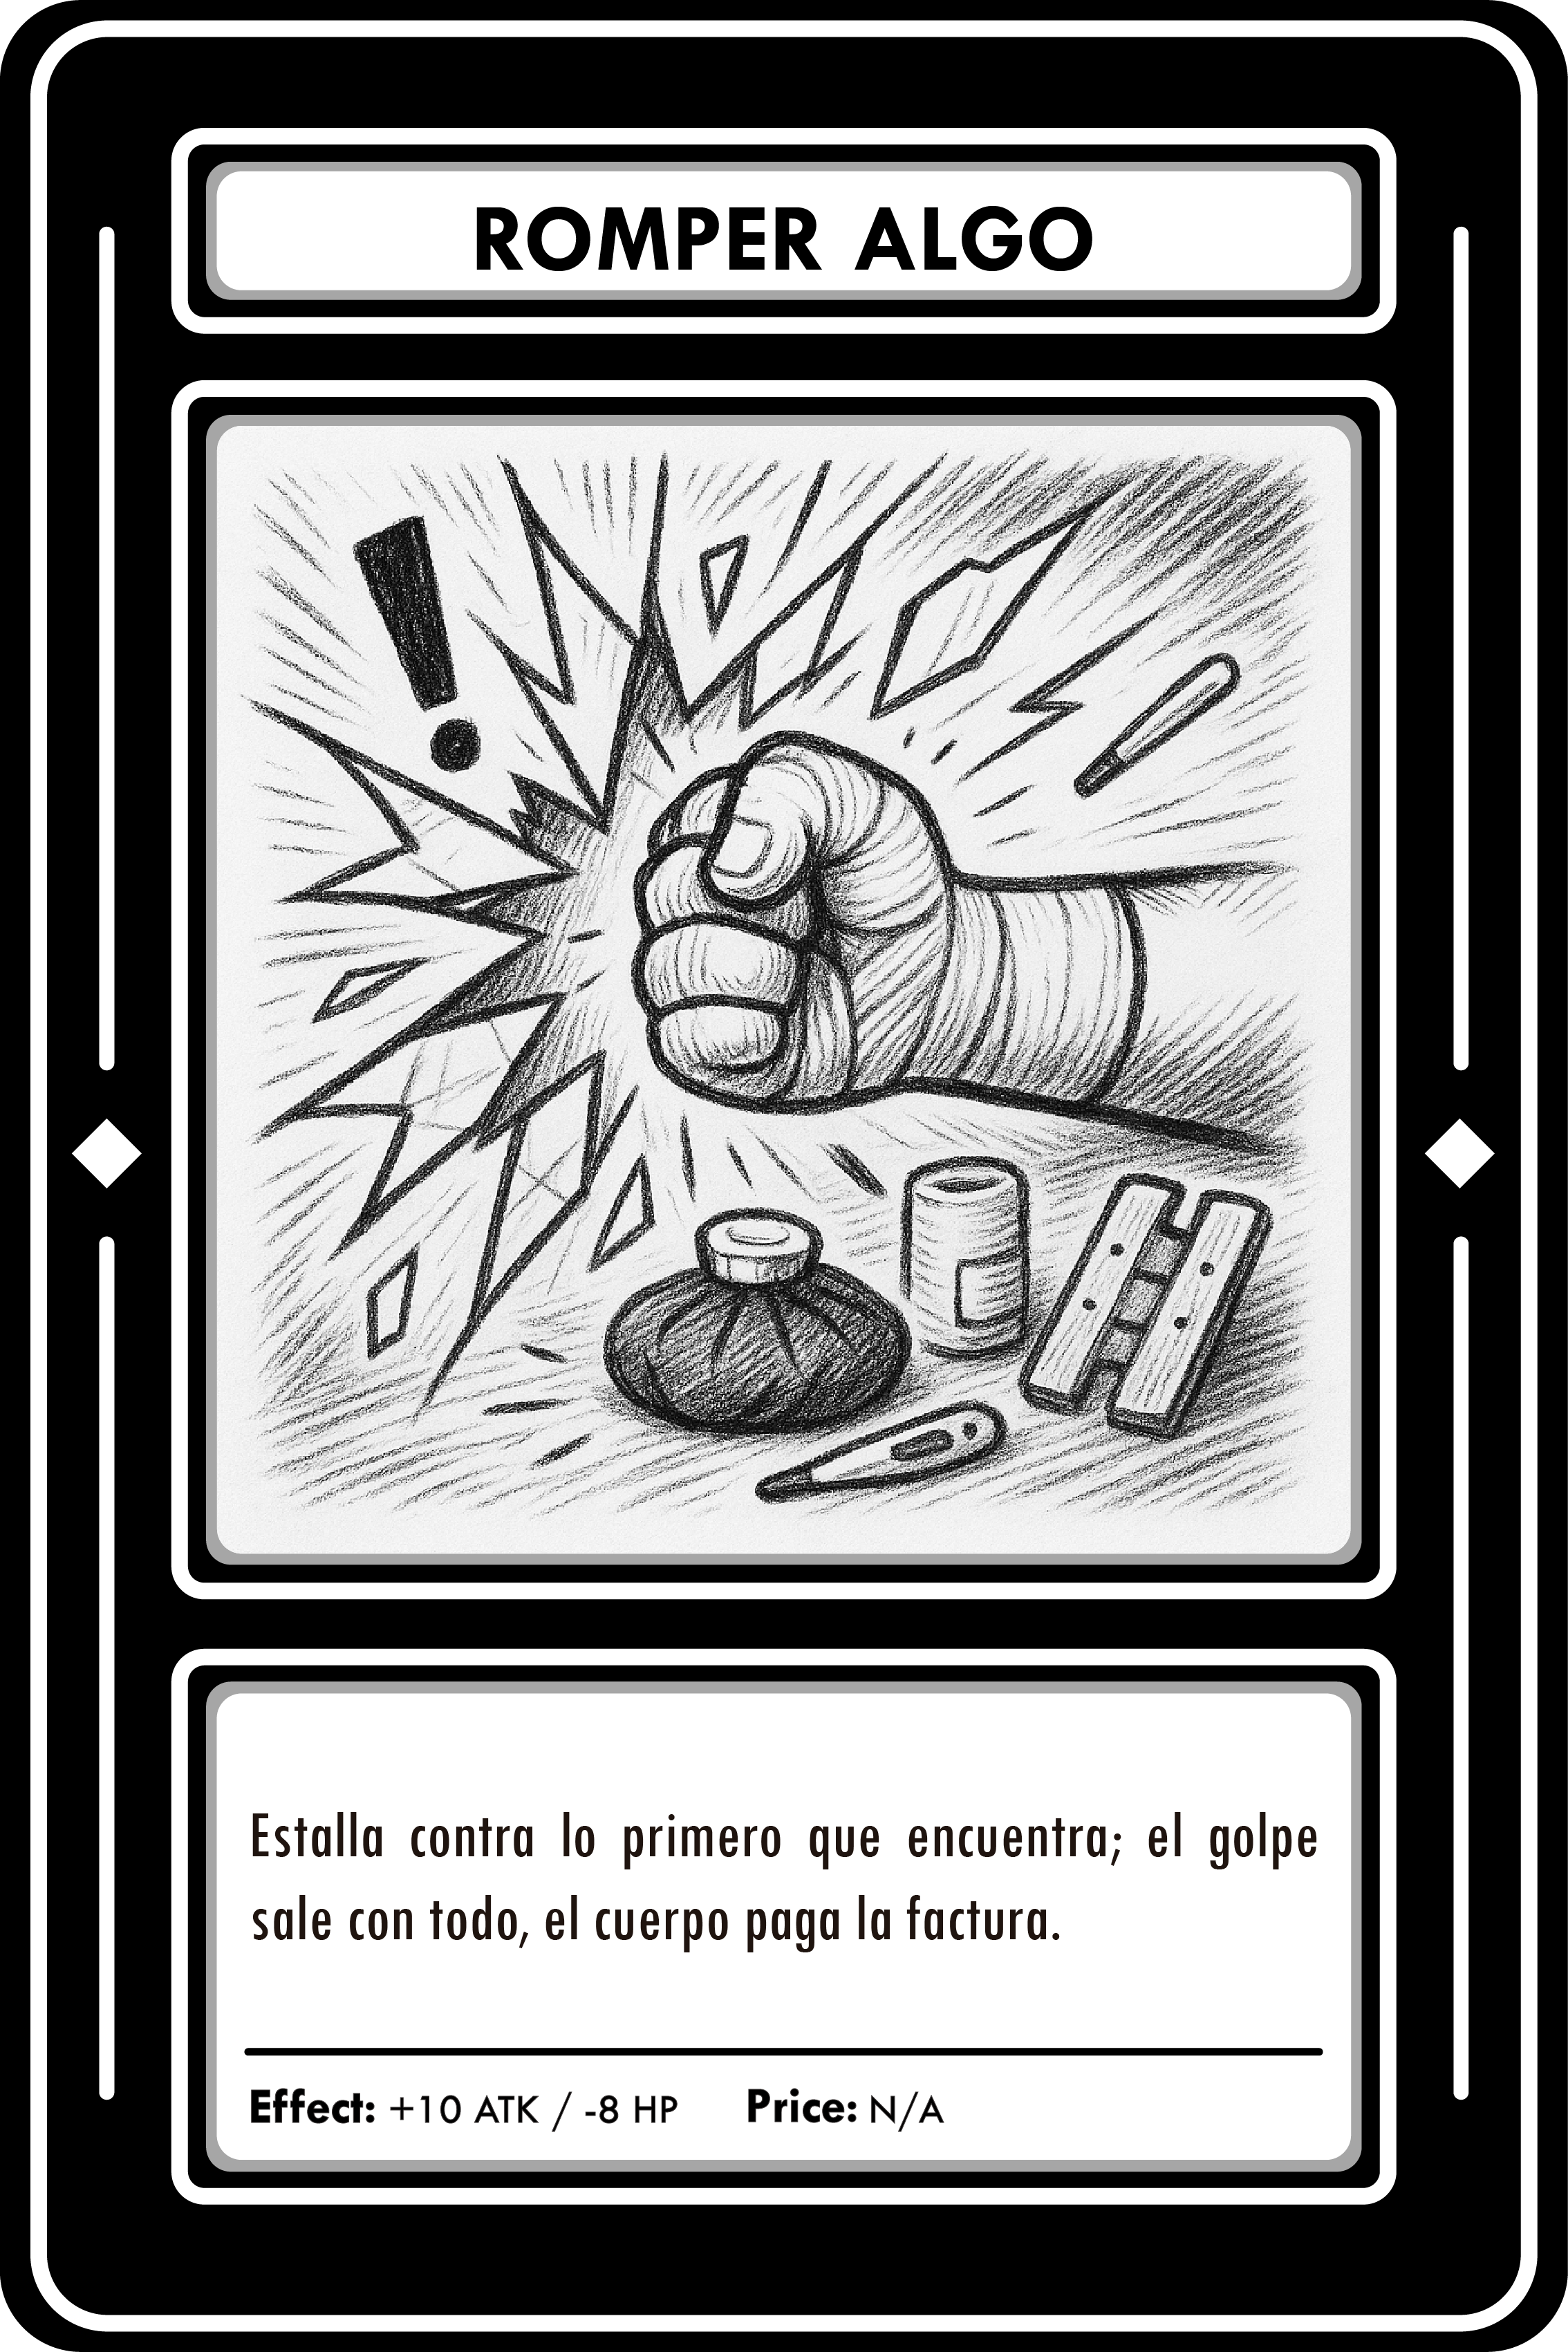 ROMPER ALGO
Estalla contra lo primero que encuentra; el golpe
sale con todo, el cuerpo paga la factura.
Effect: +10 ATK / -8 HP Price: N/A